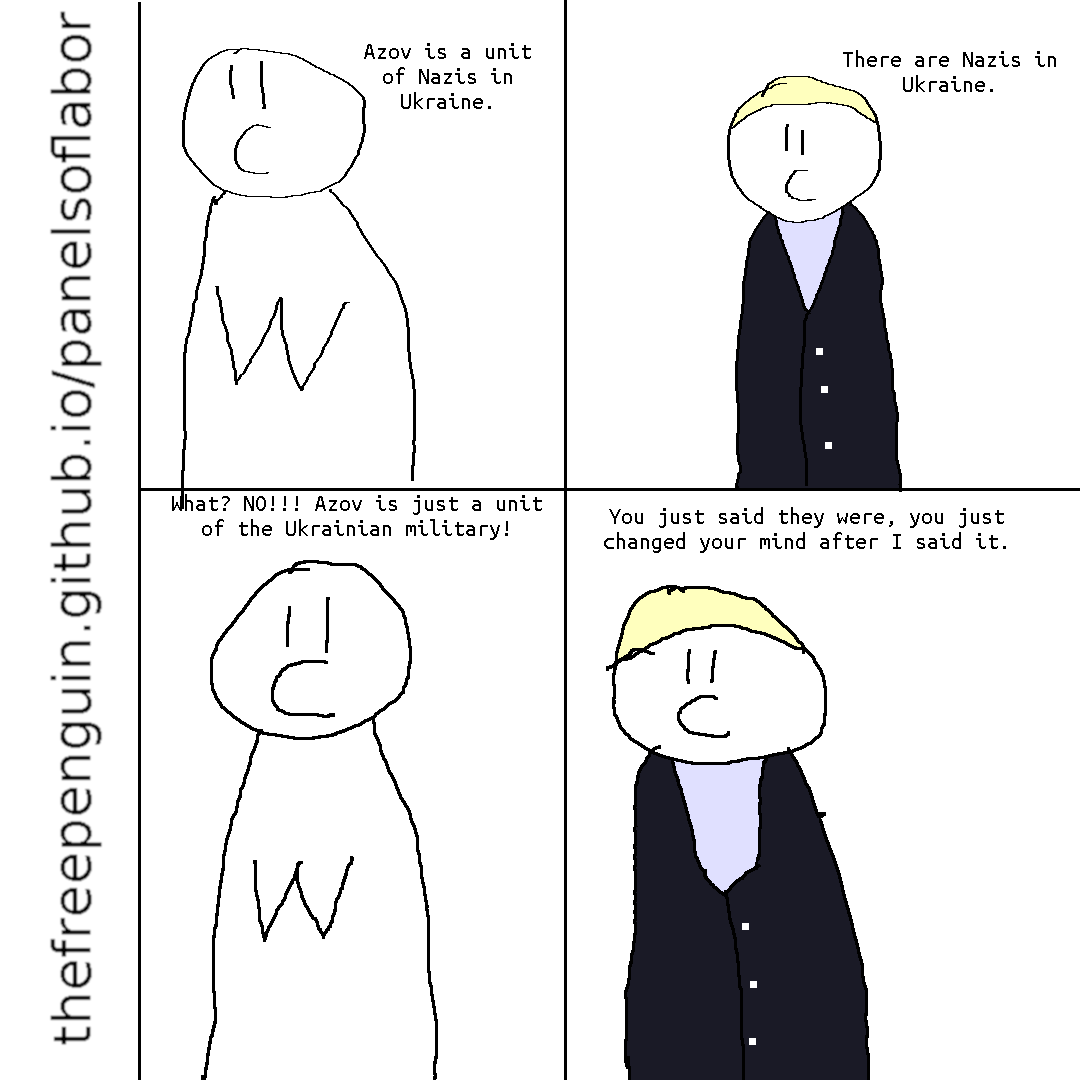 thefreepenguin.github.io/panelsoflabor
Azov is a unit
of Nazis in
Ukraine.
There are Nazis in
Ukraine.
W
What? NO!!! Azov is just a unit
of the Ukrainian military!
You just said they were, you just
changed your mind after I said it.
W